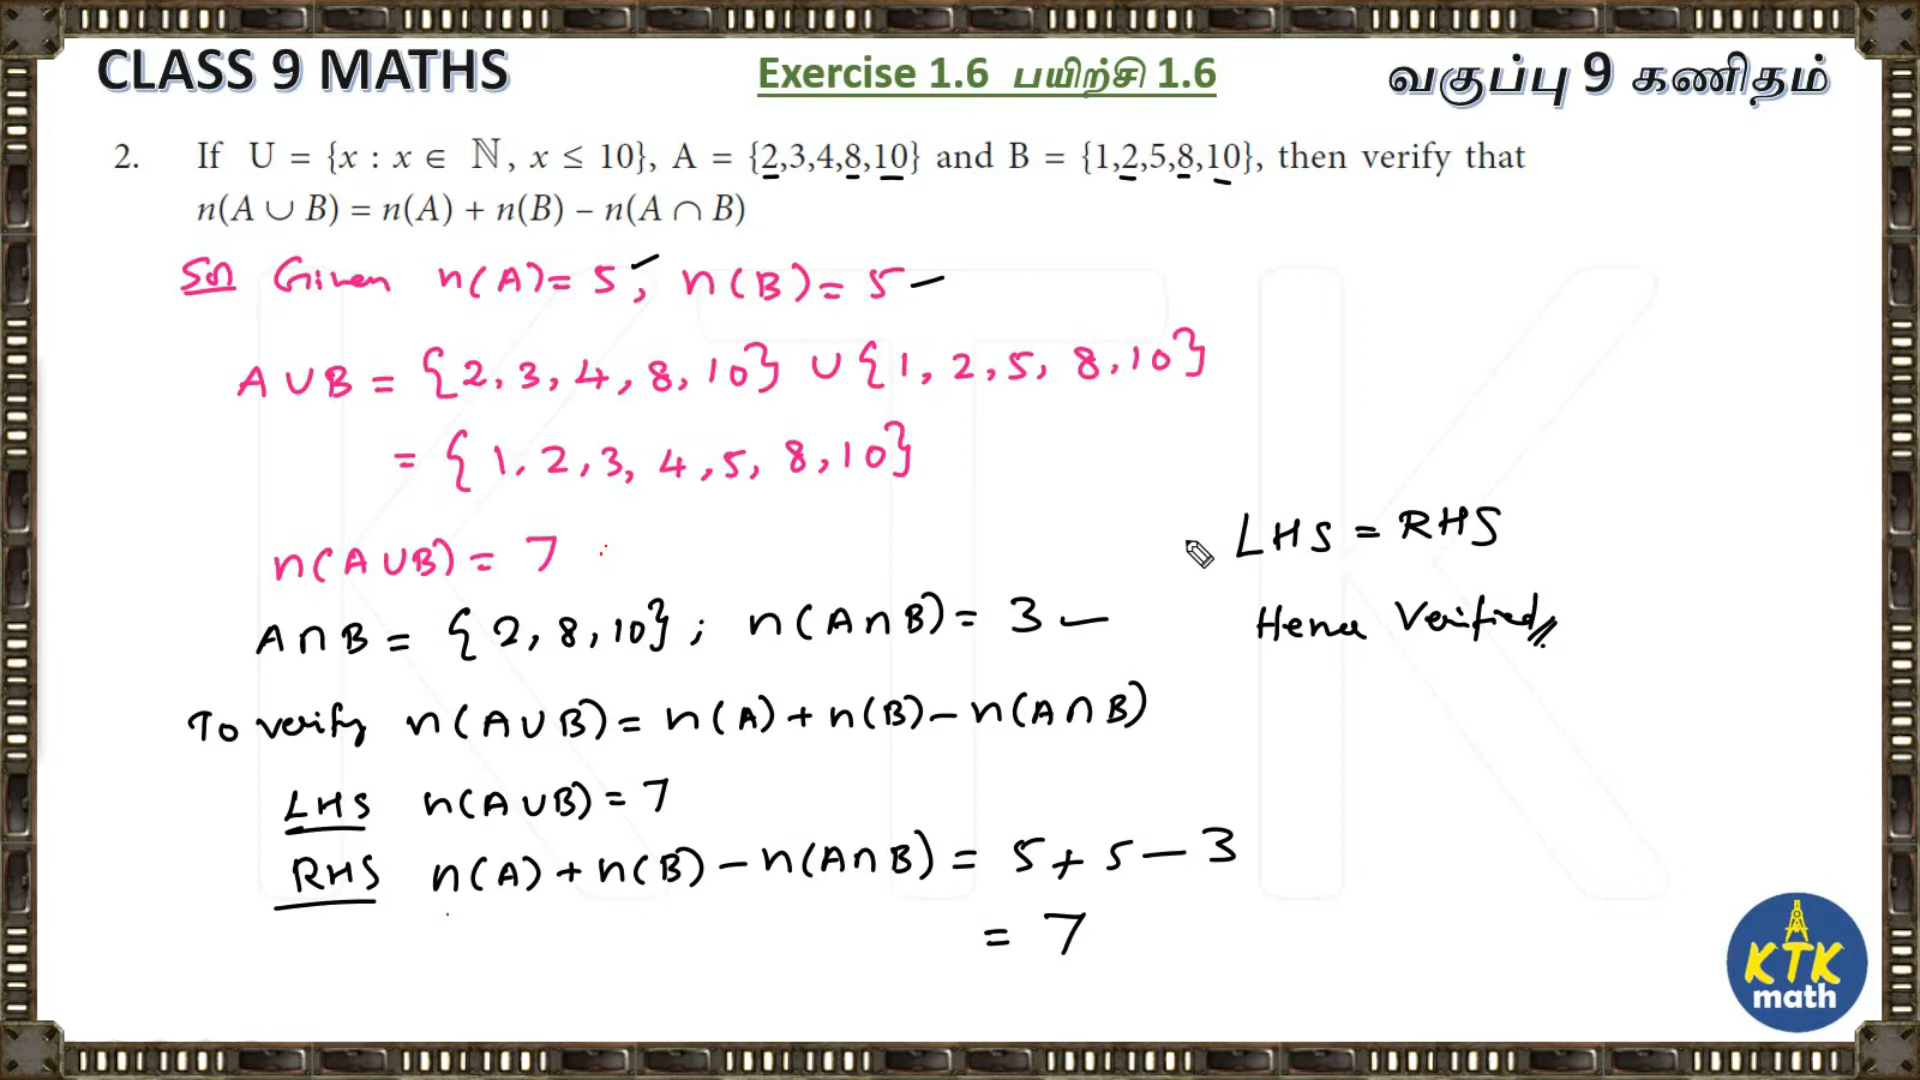 CLASS 9 MATHS Exercise 1.6 பயிற்சி 1.6 வகுப்பு 9 கணிதம்
2. If U = {x : x ∈ ℕ, x ≤ 10}, A = {2,3,4,8,10} and B = {1,2,5,8,10}, then verify that
n(A ∪ B) = n(A) + n(B) – n(A ∩ B)
Sol Given n(A) = 5, n(B) = 5
A∪B = {2, 3, 4, 8, 10} ∪ {1, 2, 5, 8, 10}
= {1, 2, 3, 4, 5, 8, 10}
n(A∪B) = 7
A∩B = {2, 8, 10}; n(A∩B) = 3
To verify n(A∪B) = n(A) + n(B) – n(A∩B)
LHS n(A∪B) = 7
RHS n(A) + n(B) – n(A∩B) = 5 + 5 – 3
= 7
LHS = RHS
Hence Verified
KTK
math